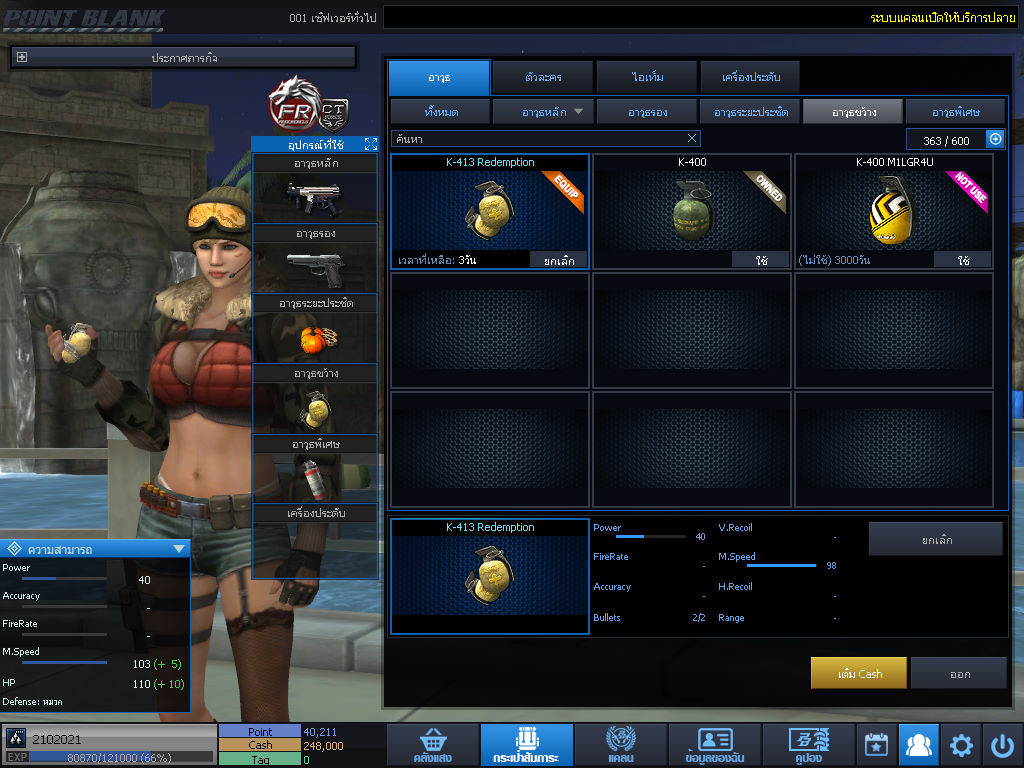 POINT BLANK
001 เซิฟเวอร์ทั่วไป
ระบบแคลนเปิดให้บริการปลาย
ประกาศภารกิจ
FR
CT
FORCE
อุปกรณ์ที่ใช้
อาวุธหลัก
อาวุธรอง
อาวุธระยะประชิด
อาวุธขว้าง
อาวุธพิเศษ
เครื่องประดับ
อาวุธ
ตัวละคร
ไอเท็ม
เครื่องประดับ
ทั้งหมด
อาวุธหลัก
อาวุธรอง
อาวุธระยะประชิด
อาวุธขว้าง
อาวุธพิเศษ
ค้นหา
363 / 600
K-413 Redemption
EQUIP
เวลาที่เหลือ: 3วัน
ยกเลิก
K-400
OWNED
ใช้
K-400 M1LGR4U
NOT USE
(ไม่ใช้) 3000วัน
ใช้
K-413 Redemption
Power 40
FireRate -
Accuracy -
Bullets 2/2
V.Recoil -
M.Speed 98
H.Recoil -
Range -
ยกเลิก
เติม Cash
ออก
ความสามารถ
Power 40
Accuracy -
FireRate -
M.Speed 103 (+ 5)
HP 110 (+ 10)
Defense: หมวก
2102021
EXP 80870/121000 (66%)
Point 40,211
Cash 248,000
Tag 0
คลังแสง
กระเป๋าสัมภาระ
แคลน
ข้อมูลของฉัน
คูปอง